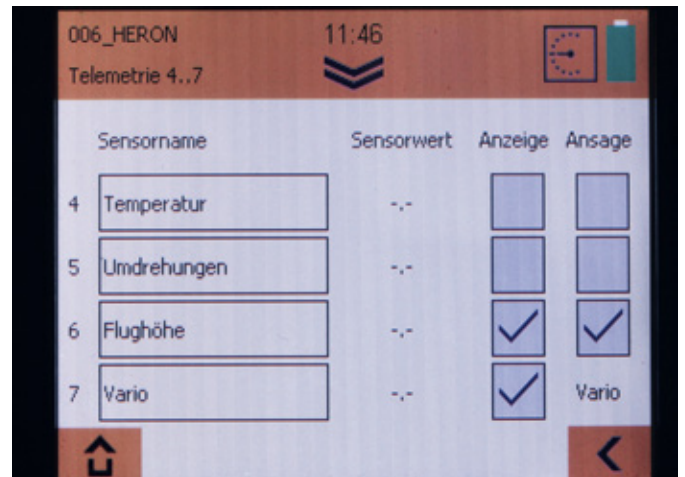 006_HERON 11:46
Telemetrie 4..7
Sensorname Sensorwert Anzeige Ansage
4 Temperatur -.-
5 Umdrehungen -.-
6 Flughöhe -.-
7 Vario -.- Vario